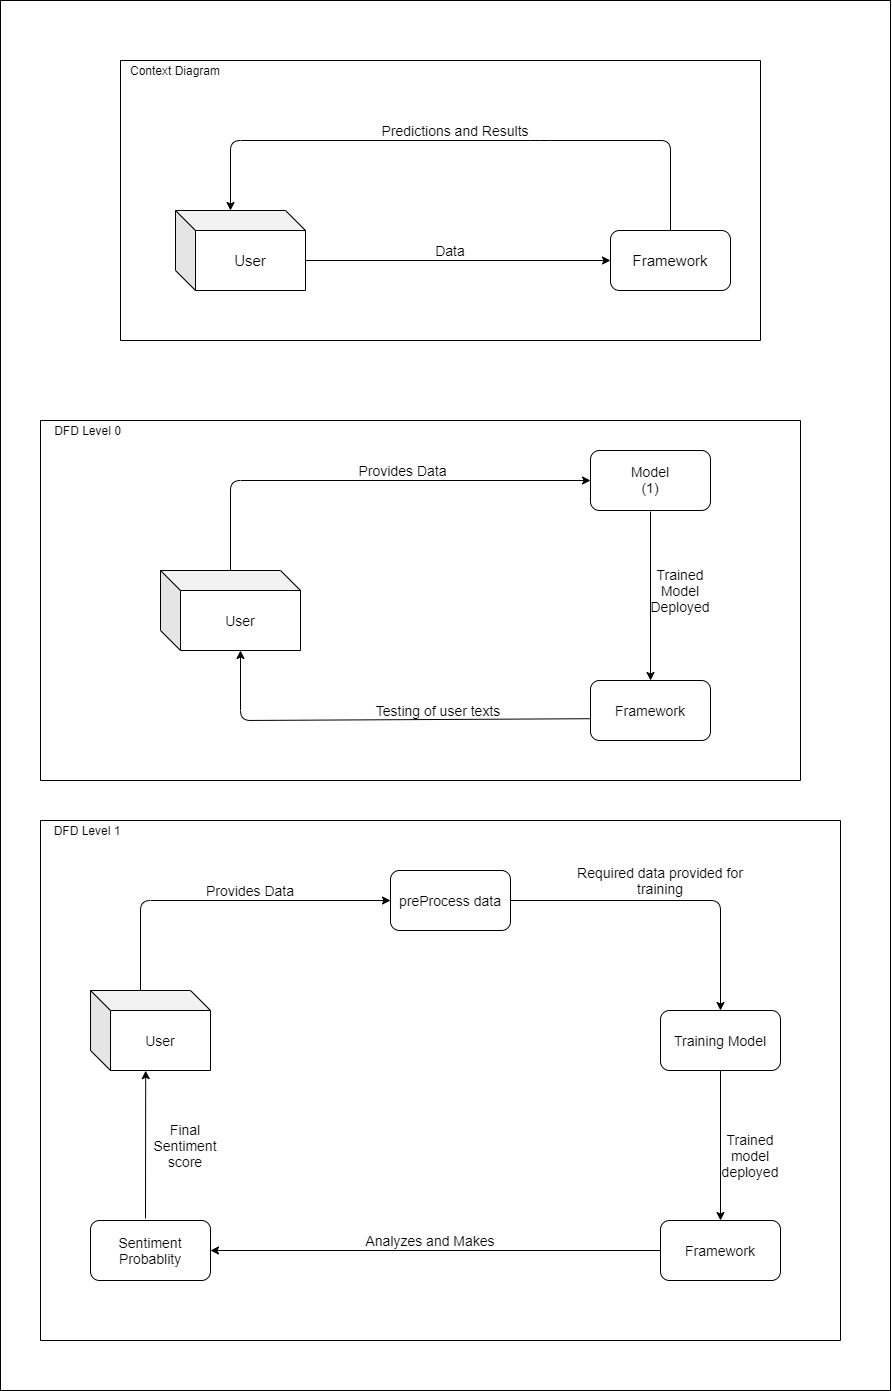 Context Diagram
Predictions and Results
User
Data
Framework
DFD Level 0
Provides Data
Model
(1)
Trained
Model
Deployed
User
Testing of user texts
Framework
DFD Level 1
Provides Data
preProcess data
Required data provided for
training
User
Training Model
Final
Sentiment
score
Trained
model
deployed
Sentiment
Probablity
Analyzes and Makes
Framework